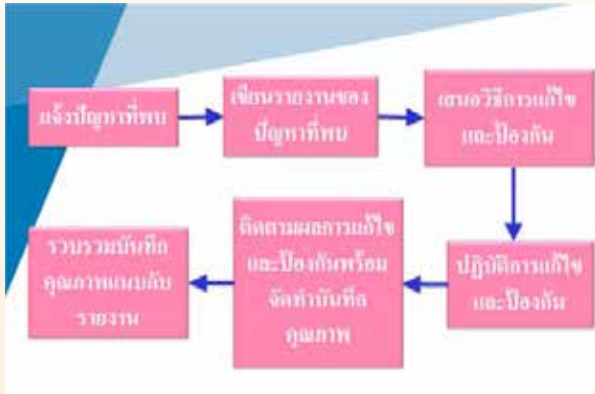 แจ้งปัญหาที่พบ
เขียนรายงานของ
ปัญหาที่พบ
เสนอวิธีการแก้ไข
และป้องกัน
ปฏิบัติการแก้ไข
และป้องกัน
ติดตามผลการแก้ไข
และป้องกันพร้อม
จัดทำบันทึก
คุณภาพ
รวบรวมบันทึก
คุณภาพแนบกับ
รายงาน